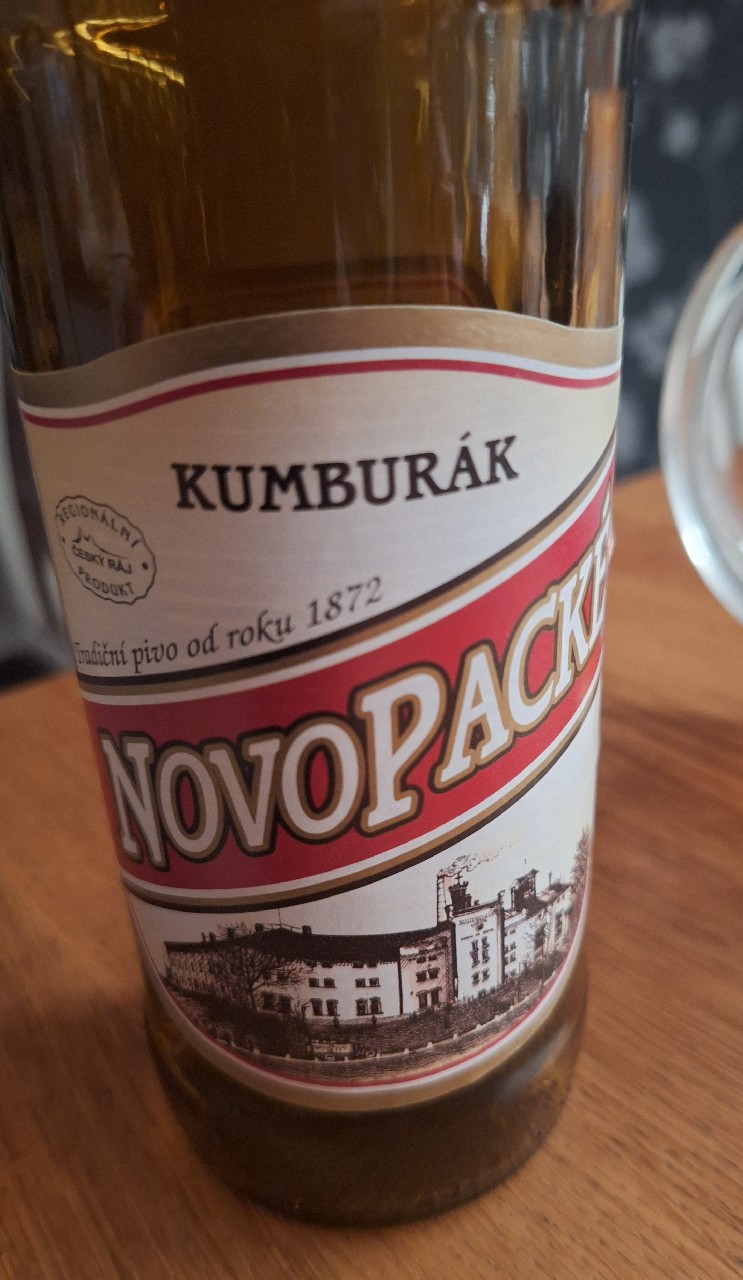 KUMBURÁK
REGIONÁLNÍ
ČESKÝ RÁJ
PRODUKT
Tradiční pivo od roku 1872
NOVOPACKÉ